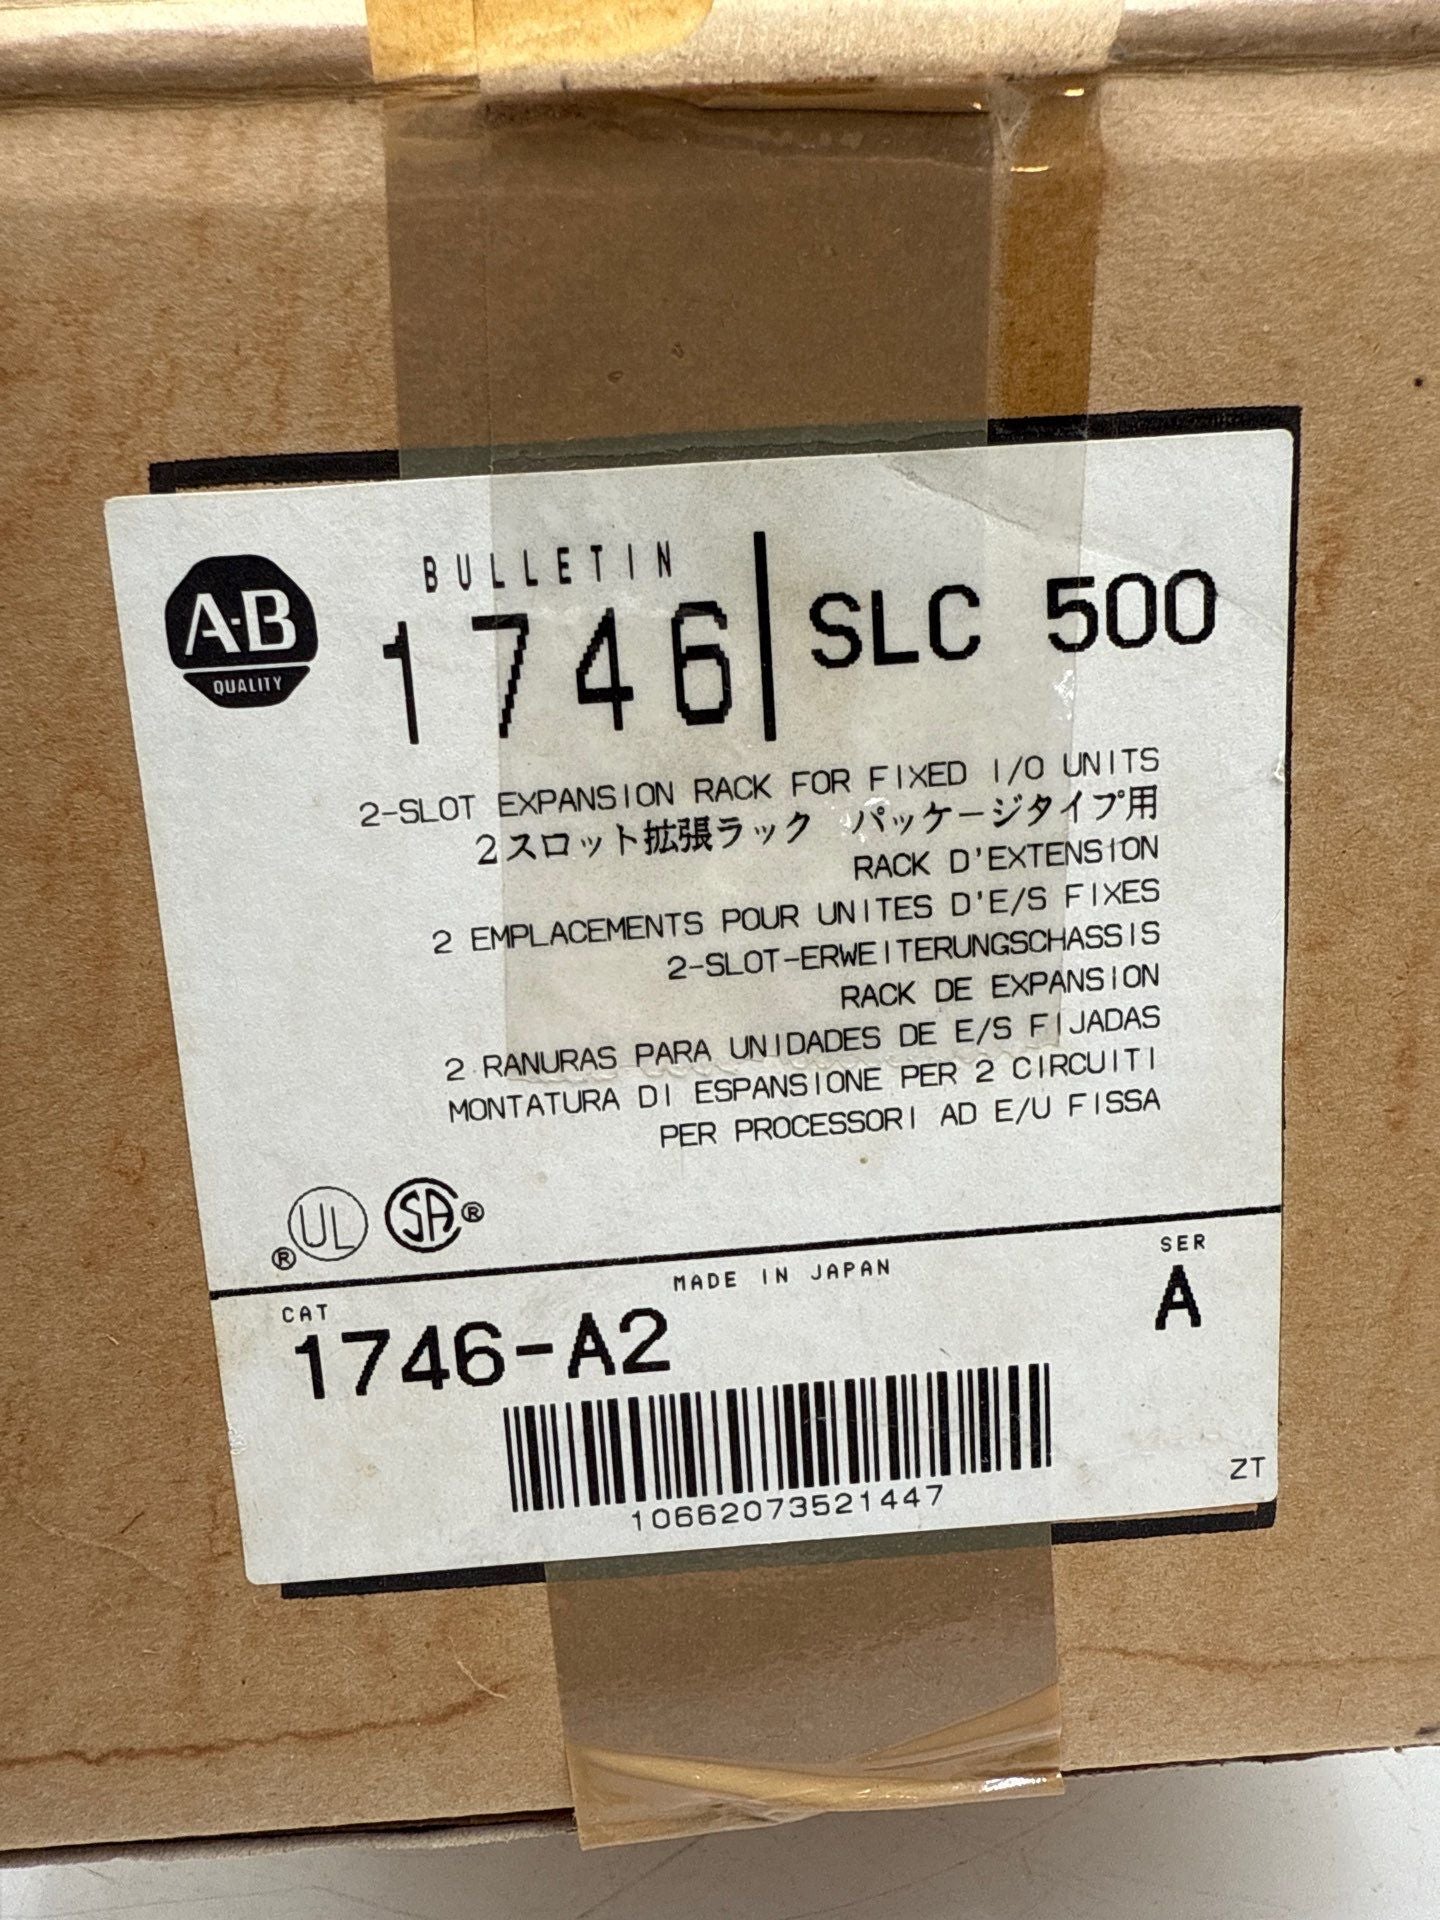 A-B
QUALITY
BULLETIN
1746
SLC 500
2-SLOT EXPANSION RACK FOR FIXED I/O UNITS
2スロット拡張ラック パッケージタイプ用
RACK D'EXTENSION
2 EMPLACEMENTS POUR UNITES D'E/S FIXES
2-SLOT-ERWEITERUNGSCHASSIS
RACK DE EXPANSION
2 RANURAS PARA UNIDADES DE E/S FIJADAS
MONTATURA DI ESPANSIONE PER 2 CIRCUITI
PER PROCESSORI AD E/U FISSA
® UL SA ®
MADE IN JAPAN
CAT
1746-A2
SER
A
10662073521447
ZT